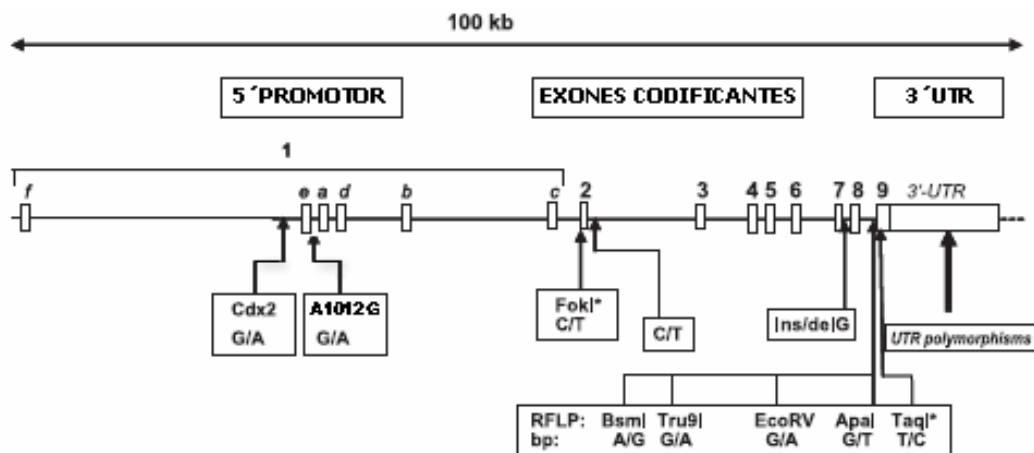 100 kb
5´PROMOTOR
EXONES CODIFICANTES
3´UTR
1
f e a d b c 2 3 4 5 6 7 8 9 3'-UTR
Cdx2
G/A
A1012G
G/A
FokI*
C/T
C/T
Ins/delG
UTR polymorphisms
RFLP: BsmI Tru9I EcoRV ApaI TaqI*
bp: A/G G/A G/A G/T T/C